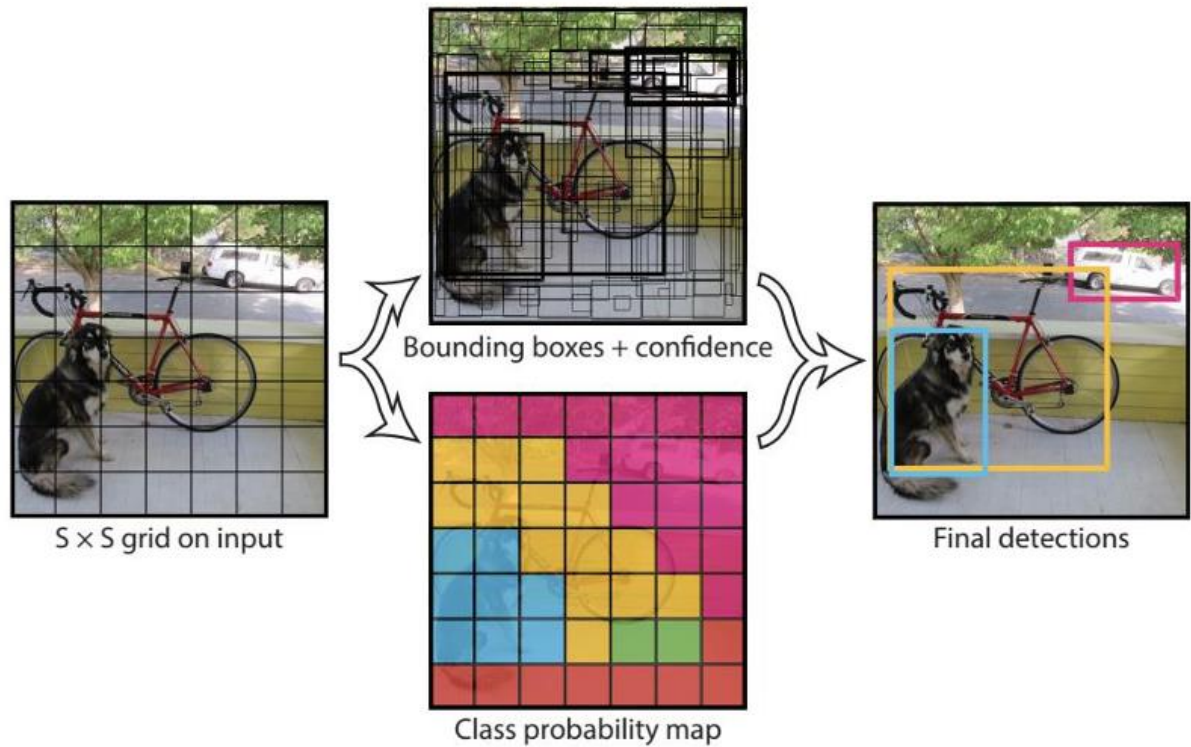 Bounding boxes + confidence
S × S grid on input
Final detections
Class probability map